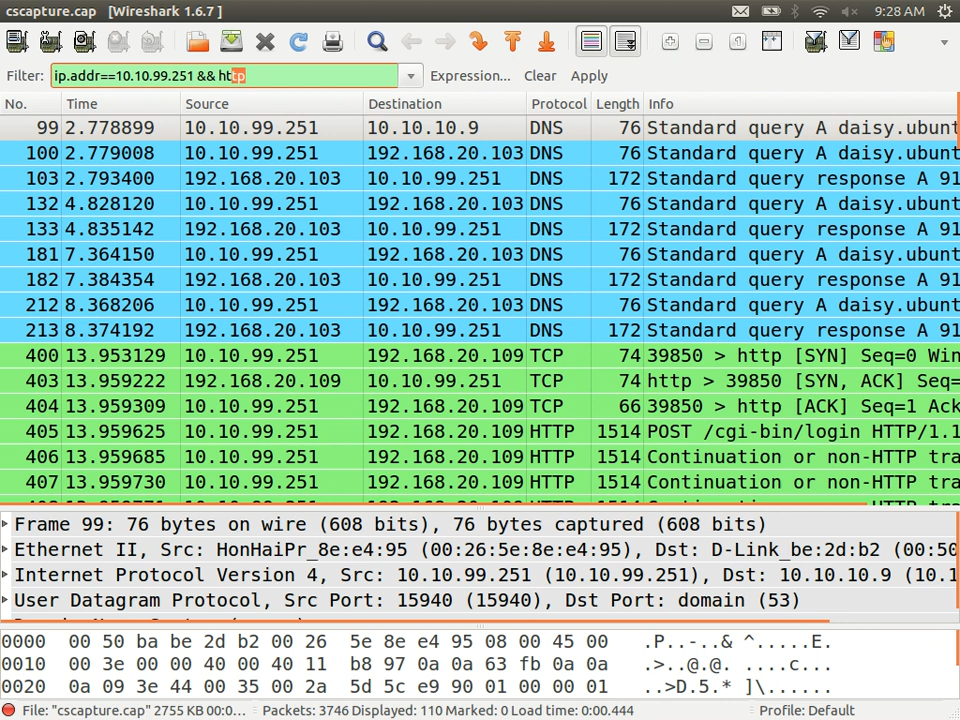 cscapture.cap [Wireshark 1.6.7 ] 9:28 AM
Filter: ip.addr==10.10.99.251 && http Expression... Clear Apply
No. Time Source Destination Protocol Length Info
99 2.778899 10.10.99.251 10.10.10.9 DNS 76 Standard query A daisy.ubunt
100 2.779008 10.10.99.251 192.168.20.103 DNS 76 Standard query A daisy.ubunt
103 2.793400 192.168.20.103 10.10.99.251 DNS 172 Standard query response A 91
132 4.828120 10.10.99.251 192.168.20.103 DNS 76 Standard query A daisy.ubunt
133 4.835142 192.168.20.103 10.10.99.251 DNS 172 Standard query response A 91
181 7.364150 10.10.99.251 192.168.20.103 DNS 76 Standard query A daisy.ubunt
182 7.384354 192.168.20.103 10.10.99.251 DNS 172 Standard query response A 91
212 8.368206 10.10.99.251 192.168.20.103 DNS 76 Standard query A daisy.ubunt
213 8.374192 192.168.20.103 10.10.99.251 DNS 172 Standard query response A 91
400 13.953129 10.10.99.251 192.168.20.109 TCP 74 39850 > http [SYN] Seq=0 Win
403 13.959222 192.168.20.109 10.10.99.251 TCP 74 http > 39850 [SYN, ACK] Seq=
404 13.959309 10.10.99.251 192.168.20.109 TCP 66 39850 > http [ACK] Seq=1 Ack
405 13.959625 10.10.99.251 192.168.20.109 HTTP 1514 POST /cgi-bin/login HTTP/1.1
406 13.959685 10.10.99.251 192.168.20.109 HTTP 1514 Continuation or non-HTTP tra
407 13.959730 10.10.99.251 192.168.20.109 HTTP 1514 Continuation or non-HTTP tra
Frame 99: 76 bytes on wire (608 bits), 76 bytes captured (608 bits)
Ethernet II, Src: HonHaiPr_8e:e4:95 (00:26:5e:8e:e4:95), Dst: D-Link_be:2d:b2 (00:50
Internet Protocol Version 4, Src: 10.10.99.251 (10.10.99.251), Dst: 10.10.10.9 (10.1
User Datagram Protocol, Src Port: 15940 (15940), Dst Port: domain (53)
0000 00 50 ba be 2d b2 00 26 5e 8e e4 95 08 00 45 00 .P..-..& ^.....E.
0010 00 3e 00 00 40 00 40 11 b8 97 0a 0a 63 fb 0a 0a .>..@.@. ....c...
0020 0a 09 3e 44 00 35 00 2a 5d 5c e9 90 01 00 00 01 ..>D.5.* ]\......
File: "cscapture.cap" 2755 KB 00:0... Packets: 3746 Displayed: 110 Marked: 0 Load time: 0:00.444 Profile: Default